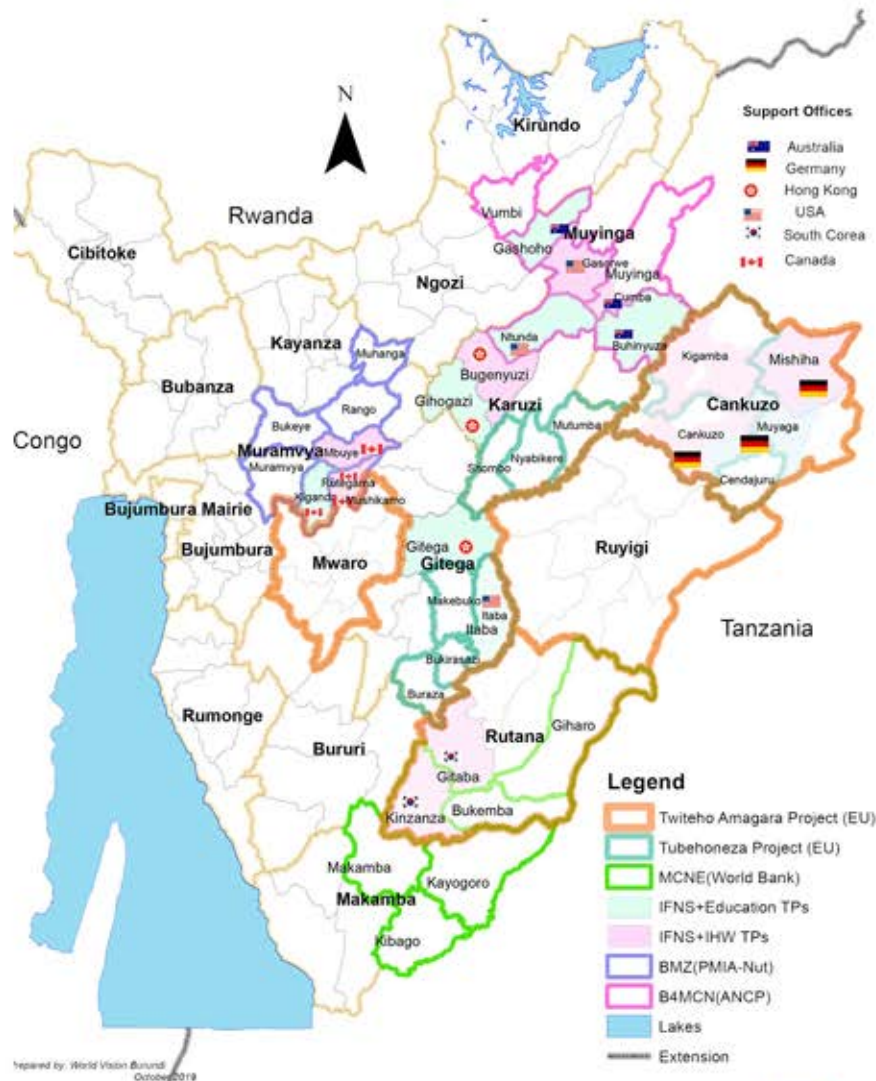 N
Support Offices
Australia
Germany
Hong Kong
USA
South Corea
Canada
Kirundo
Rwanda
Vumbi
Muyinga
Gashoho
Gasorwe
Muyinga
Cibitoke
Ngozi
Cumba
Buhinyuza
Kayanza
Muhanga
Ntunda
Kigamba
Mishiha
Bugenyuzi
Bubanza
Rango
Gihogazi
Karuzi
Cankuzo
Congo
Bukeye
Mutumba
Muyaga
Muramvya
Mbuye
Cankuzo
Muramvya
Shombo
Nyabikere
Cendajuru
Rutegama
Kiganda
Mushikamo
Bujumbura Mairie
Bujumbura
Mwaro
Gitega
Gitega
Ruyigi
Makebuko
Itaba
Itaba
Tanzania
Bukirasazi
Buraza
Rumonge
Bururi
Rutana
Giharo
Gitaba
Kinzanza
Bukemba
Makamba
Kayogoro
Makamba
Kibago
Legend
Twiteho Amagara Project (EU)
Tubehoneza Project (EU)
MCNE(World Bank)
IFNS+Education TPs
IFNS+IHW TPs
BMZ(PMIA-Nut)
B4MCN(ANCP)
Lakes
Extension
Prepared by: World Vision Burundi
October 2019